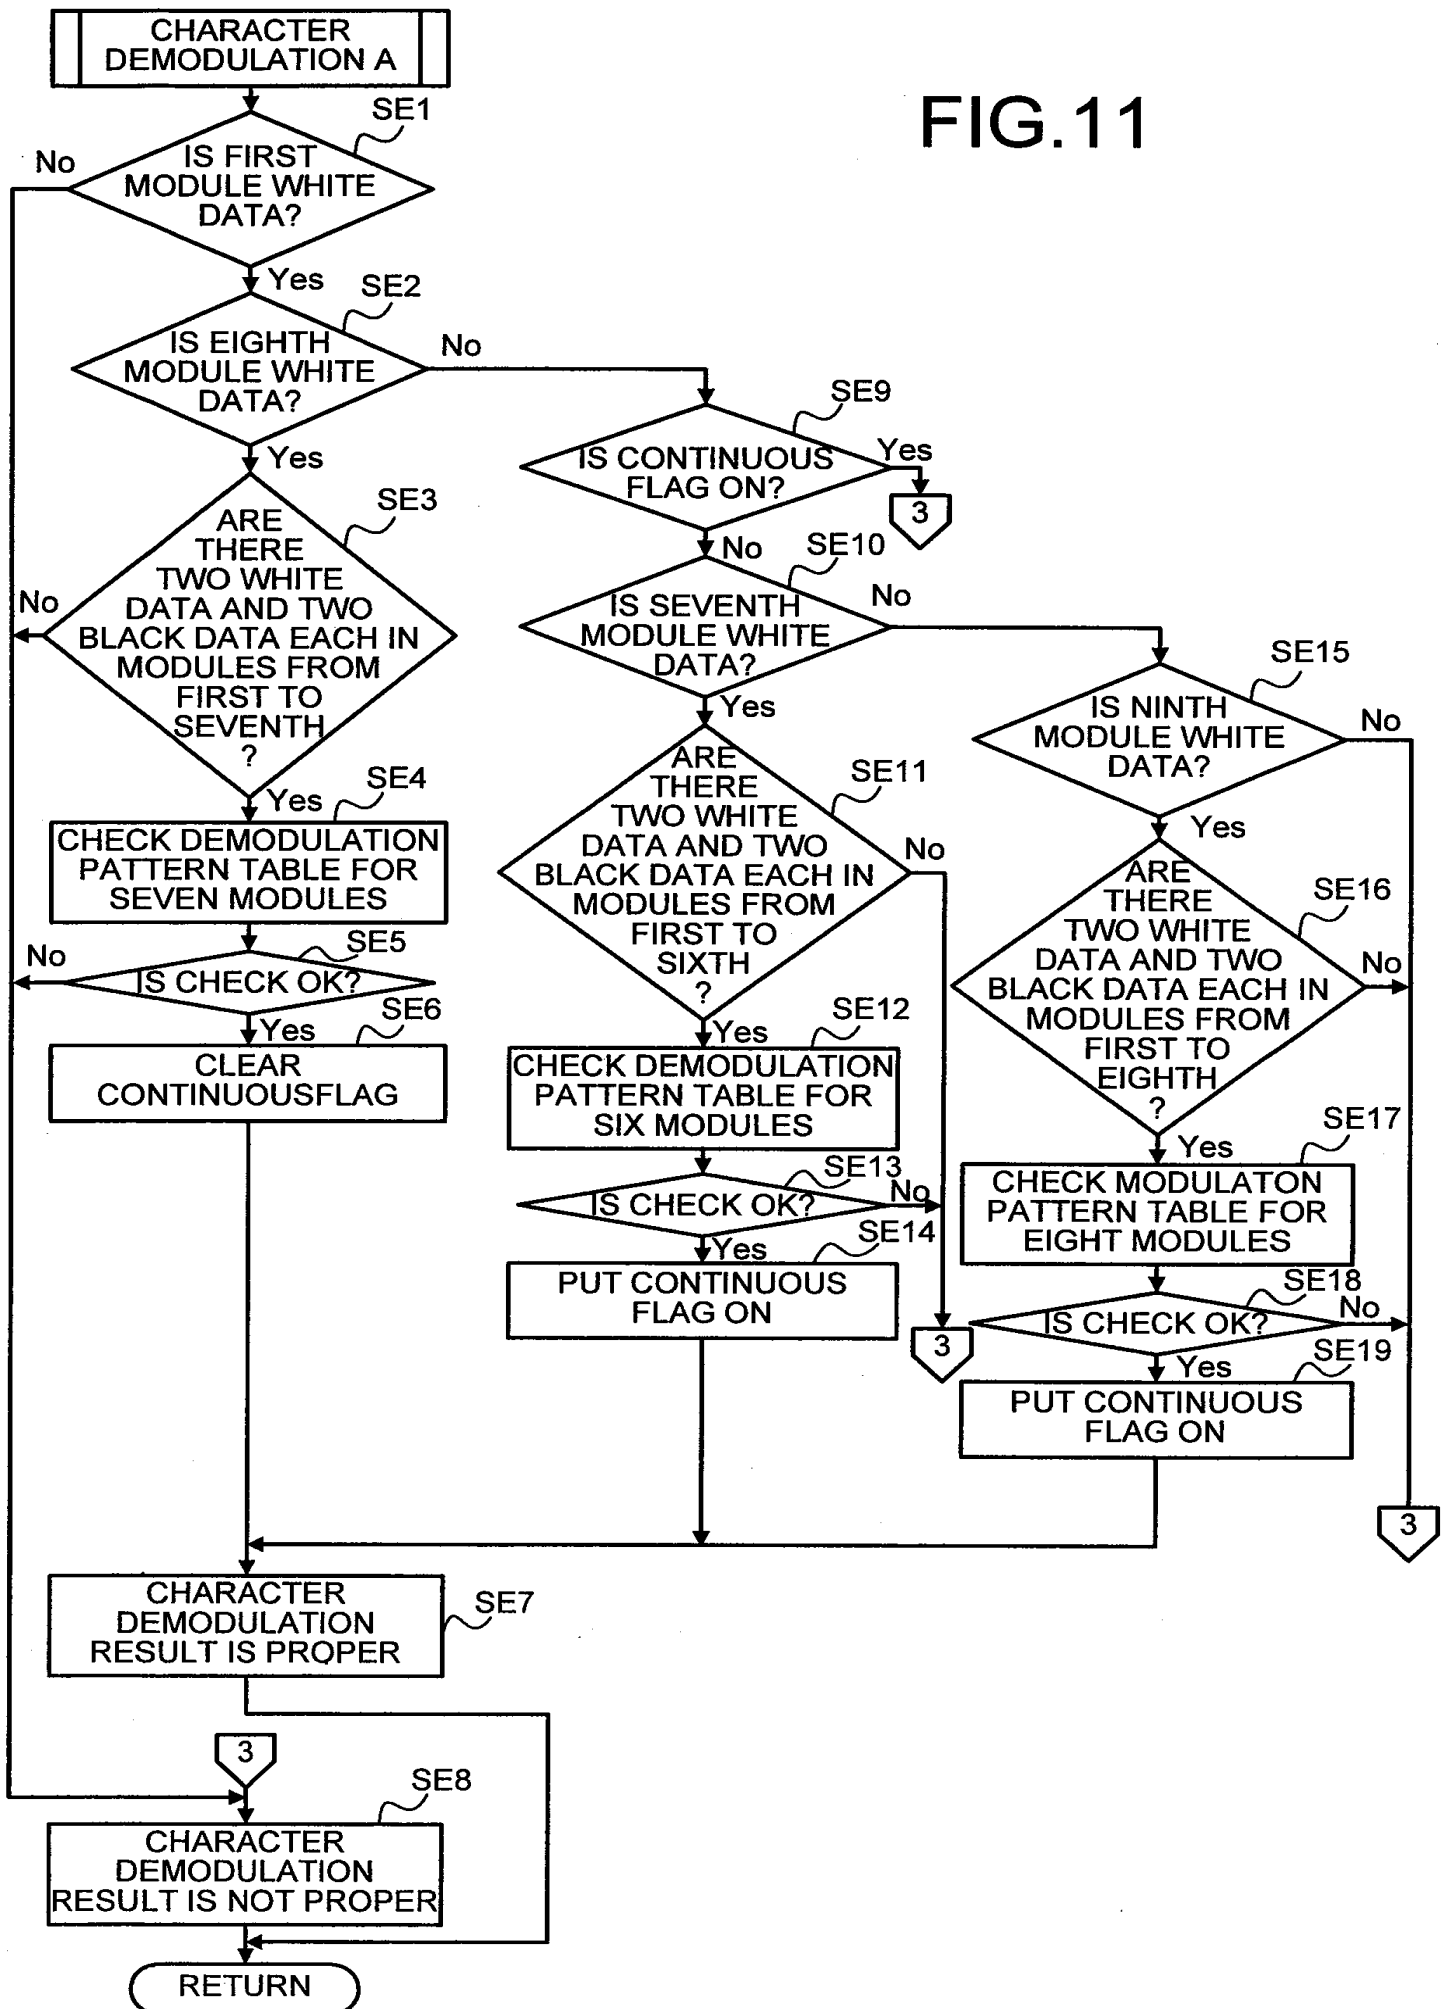 CHARACTER
DEMODULATION A
FIG.11
SE1
No
IS FIRST
MODULE WHITE
DATA?
Yes
SE2
IS EIGHTH
MODULE WHITE
DATA?
No
Yes
SE3
ARE
THERE
TWO WHITE
DATA AND TWO
BLACK DATA EACH IN
MODULES FROM
FIRST TO
SEVENTH
?
No
Yes
SE4
CHECK DEMODULATION
PATTERN TABLE FOR
SEVEN MODULES
SE5
No
IS CHECK OK?
Yes
SE6
CLEAR
CONTINUOUSFLAG
SE9
IS CONTINUOUS
FLAG ON?
Yes
3
No
SE10
IS SEVENTH
MODULE WHITE
DATA?
No
Yes
SE11
ARE
THERE
TWO WHITE
DATA AND TWO
BLACK DATA EACH IN
MODULES FROM
FIRST TO
SIXTH
?
No
Yes
SE12
CHECK DEMODULATION
PATTERN TABLE FOR
SIX MODULES
SE13
IS CHECK OK?
No
Yes
SE14
PUT CONTINUOUS
FLAG ON
3
SE15
IS NINTH
MODULE WHITE
DATA?
No
Yes
SE16
ARE
THERE
TWO WHITE
DATA AND TWO
BLACK DATA EACH IN
MODULES FROM
FIRST TO
EIGHTH
?
No
Yes
SE17
CHECK MODULATON
PATTERN TABLE FOR
EIGHT MODULES
SE18
IS CHECK OK?
No
Yes
SE19
PUT CONTINUOUS
FLAG ON
3
CHARACTER
DEMODULATION
RESULT IS PROPER
SE7
3
SE8
CHARACTER
DEMODULATION
RESULT IS NOT PROPER
RETURN